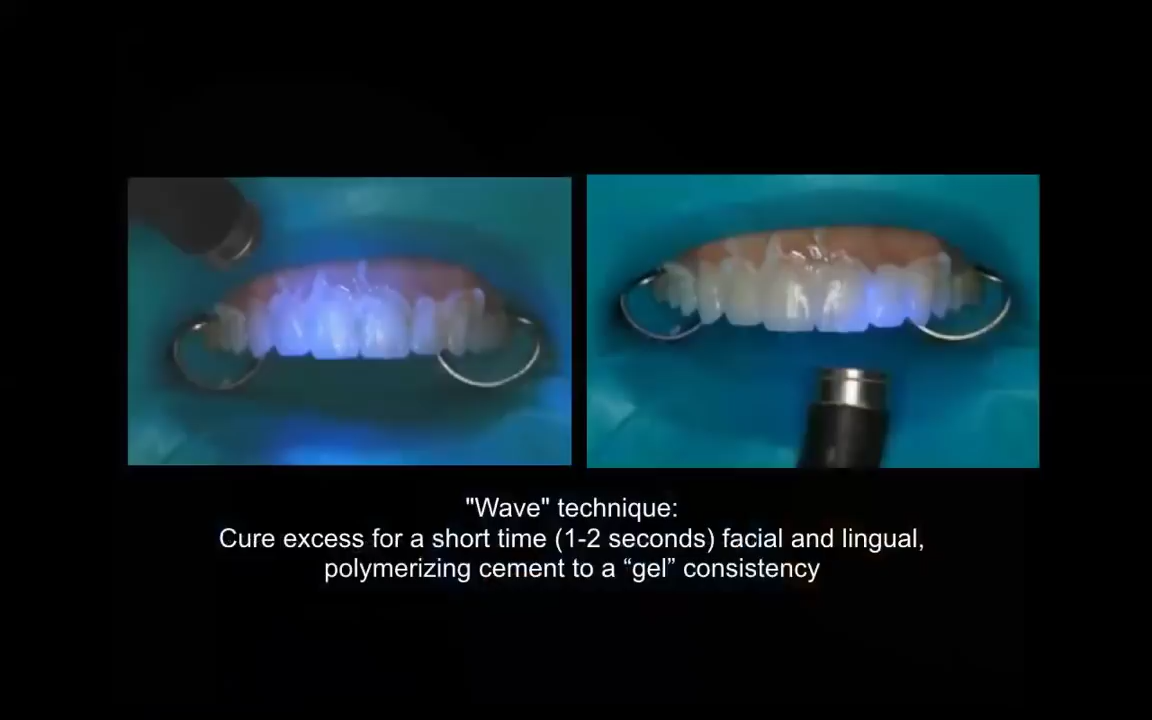 "Wave" technique:
Cure excess for a short time (1-2 seconds) facial and lingual,
polymerizing cement to a “gel” consistency